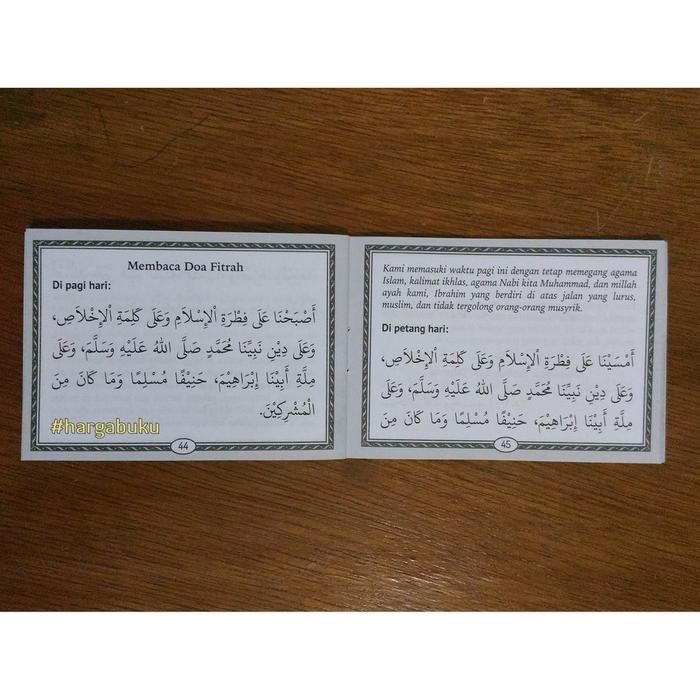 Membaca Doa Fitrah
Di pagi hari:
أَصْبَحْنَا عَلَى فِطْرَةِ الْإِسْلَامِ وَعَلَى كَلِمَةِ الْإِخْلَاصِ،
وَعَلَى دِيْنِ نَبِيِّنَا مُحَمَّدٍ صَلَّى اللهُ عَلَيْهِ وَسَلَّمَ، وَعَلَى
مِلَّةِ أَبِيْنَا إِبْرَاهِيْمَ، حَنِيْفًا مُسْلِمًا وَمَا كَانَ مِنَ
الْمُشْرِكِيْنَ.
#hargabuku
44
Kami memasuki waktu pagi ini dengan tetap memegang agama
Islam, kalimat ikhlas, agama Nabi kita Muhammad, dan millah
ayah kami, Ibrahim yang berdiri di atas jalan yang lurus,
muslim, dan tidak tergolong orang-orang musyrik.
Di petang hari:
أَمْسَيْنَا عَلَى فِطْرَةِ الْإِسْلَامِ وَعَلَى كَلِمَةِ الْإِخْلَاصِ،
وَعَلَى دِيْنِ نَبِيِّنَا مُحَمَّدٍ صَلَّى اللهُ عَلَيْهِ وَسَلَّمَ، وَعَلَى
مِلَّةِ أَبِيْنَا إِبْرَاهِيْمَ، حَنِيْفًا مُسْلِمًا وَمَا كَانَ مِنَ
45